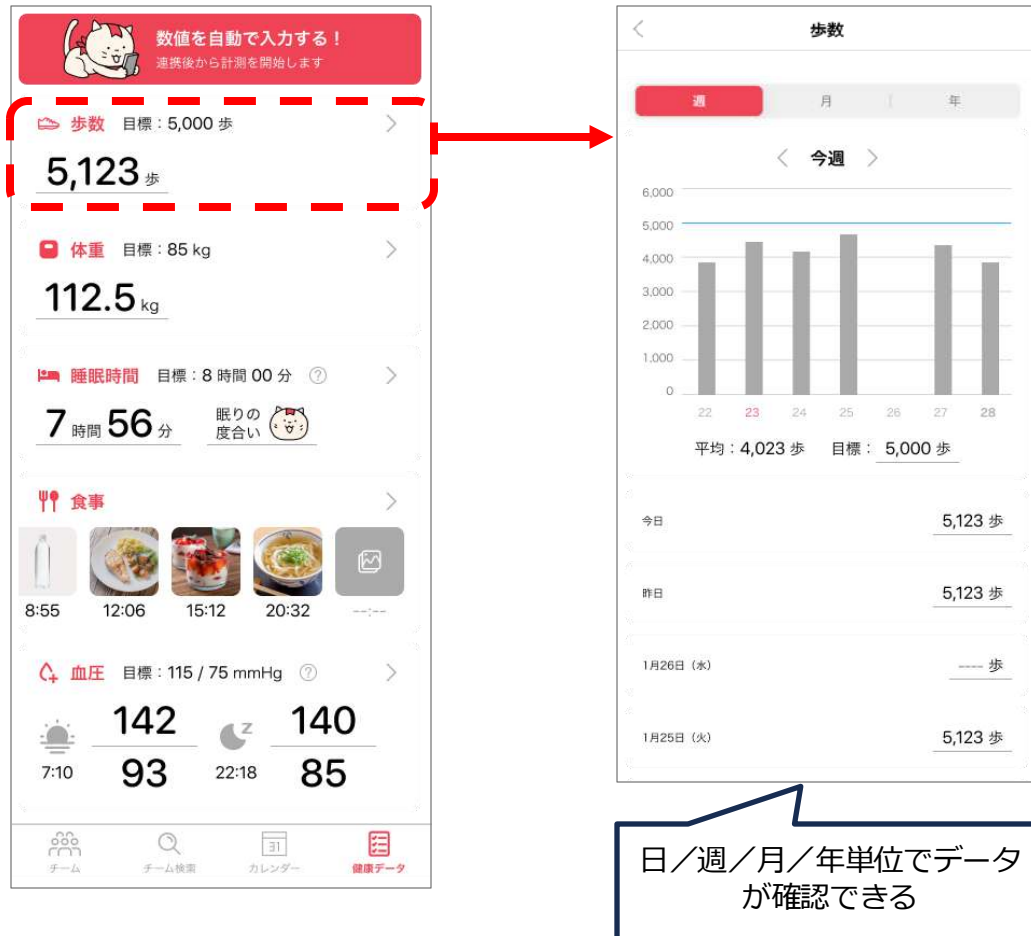 数値を自動で入力する！
連携後から計測を開始します
歩数 目標：5,000 歩
5,123 歩
体重 目標：85 kg
112.5 kg
睡眠時間 目標：8 時間 00 分 ?
7 時間 56 分
眠りの
度合い
食事
8:55 12:06 15:12 20:32 --:--
血圧 目標：115 / 75 mmHg ?
142 140
7:10 93 22:18 85
チーム チーム検索 カレンダー 健康データ
31
歩数
週 月 年
今週
6,000
5,000
4,000
3,000
2,000
1,000
0
22 23 24 25 26 27 28
平均：4,023 歩 目標： 5,000 歩
今日 5,123 歩
昨日 5,123 歩
1月26日（水） ---- 歩
1月25日（火） 5,123 歩
日／週／月／年単位でデータ
が確認できる